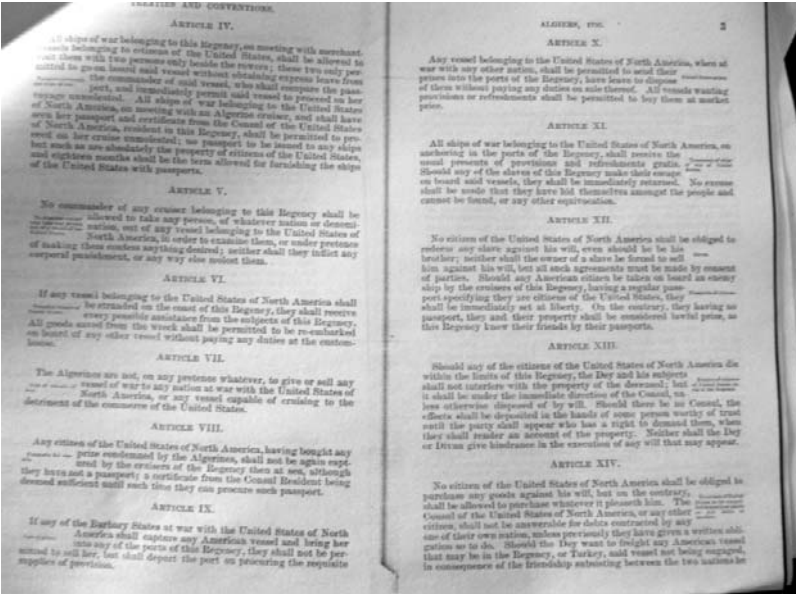 TREATIES AND CONVENTIONS.
ARTICLE IV.
All ships of war belonging to this Regency, on meeting with merchant-
vessels belonging to citizens of the United States, shall be allowed to
visit them with two persons only beside the rowers; these two only per-
mitted to go on board said vessel without obtaining express leave from
the commander of said vessel, who shall compare the pass-
port, and immediately permit said vessel to proceed on her
voyage unmolested. All ships of war belonging to the United States
of North America, on meeting with an Algerine cruiser, and shall have
seen her passport and certificate from the Consul of the United States
of North America, resident in this Regency, shall be permitted to pro-
ceed on her cruise unmolested; no passport to be issued to any ships
but such as are absolutely the property of citizens of the United States,
and eighteen months shall be the term allowed for furnishing the ships
of the United States with passports.
ARTICLE V.
No commander of any cruiser belonging to this Regency shall be
allowed to take any person, of whatever nation or denomi-
nation, out of any vessel belonging to the United States of
North America, in order to examine them, or under pretence
of making them confess anything desired; neither shall they inflict any
corporal punishment, or any way else molest them.
ARTICLE VI.
If any vessel belonging to the United States of North America shall
be stranded on the coast of this Regency, they shall receive
every possible assistance from the subjects of this Regency.
All goods saved from the wreck shall be permitted to be re-embarked
on board of any other vessel without paying any duties at the custom-
house.
ARTICLE VII.
The Algerines are not, on any pretence whatever, to give or sell any
vessel of war to any nation at war with the United States of
North America, or any vessel capable of cruising to the
detriment of the commerce of the United States.
ARTICLE VIII.
Any citizen of the United States of North America, having bought any
prize condemned by the Algerines, shall not be again capt-
ured by the cruisers of the Regency then at sea, although
they have not a passport; a certificate from the Consul Resident being
deemed sufficient until such time they can procure such passport.
ARTICLE IX.
If any of the Barbary States at war with the United States of North
America shall capture any American vessel and bring her
into any of the ports of this Regency, they shall not be per-
mitted to sell her, but shall depart the port on procuring the requisite
supplies of provision.
ALGIERS, 1795. 3
ARTICLE X.
Any vessel belonging to the United States of North America, when at
war with any other nation, shall be permitted to send their
prizes into the ports of the Regency, have leave to dispose
of them without paying any duties on sale thereof. All vessels wanting
provisions or refreshments shall be permitted to buy them at market
price.
ARTICLE XI.
All ships of war belonging to the United States of North America, on
anchoring in the ports of the Regency, shall receive the
usual presents of provisions and refreshments gratis.
Should any of the slaves of this Regency make their escape
on board said vessels, they shall be immediately returned. No excuse
shall be made that they have hid themselves amongst the people and
cannot be found, or any other equivocation.
ARTICLE XII.
No citizen of the United States of North America shall be obliged to
redeem any slave against his will, even should he be his
brother; neither shall the owner of a slave be forced to sell
him against his will, but all such agreements must be made by consent
of parties. Should any American citizen be taken on board an enemy
ship by the cruisers of this Regency, having a regular pass-
port specifying they are citizens of the United States, they
shall be immediately set at liberty. On the contrary, they having no
passport, they and their property shall be considered lawful prize, as
this Regency know their friends by their passports.
ARTICLE XIII.
Should any of the citizens of the United States of North America die
within the limits of this Regency, the Dey and his subjects
shall not interfere with the property of the deceased; but
it shall be under the immediate direction of the Consul, un-
less otherwise disposed of by will. Should there be no Consul, the
effects shall be deposited in the hands of some person worthy of trust
until the party shall appear who has a right to demand them, when
they shall render an account of the property. Neither shall the Dey
or Divan give hindrance in the execution of any will that may appear.
ARTICLE XIV.
No citizen of the United States of North America shall be obliged to
purchase any goods against his will, but on the contrary,
shall be allowed to purchase whatever it pleaseth him. The
Consul of the United States of North America, or any other
citizen, shall not be answerable for debts contracted by any
one of their own nation, unless previously they have given a written obli-
gation so to do. Should the Dey want to freight any American vessel
that may be in the Regency, or Turkey, said vessel not being engaged,
in consequence of the friendship subsisting between the two nations he